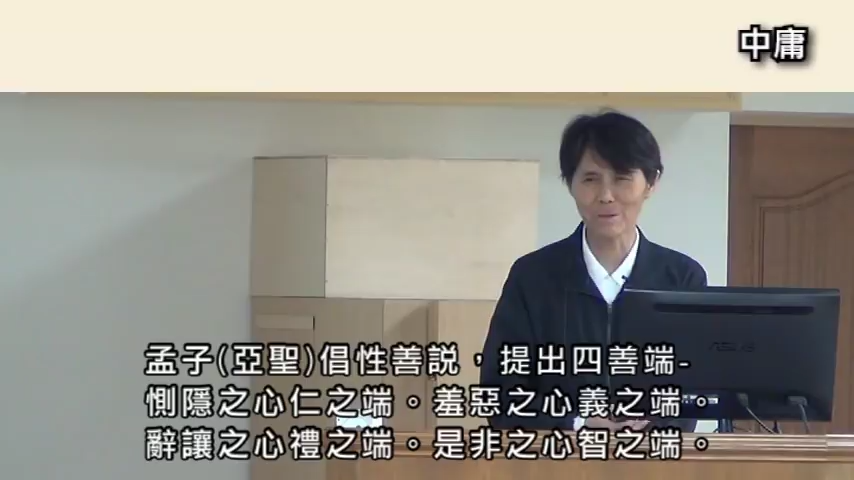 中庸
孟子(亞聖)倡性善説，提出四善端-
惻隱之心仁之端。羞惡之心義之端。
辭讓之心禮之端。是非之心智之端。